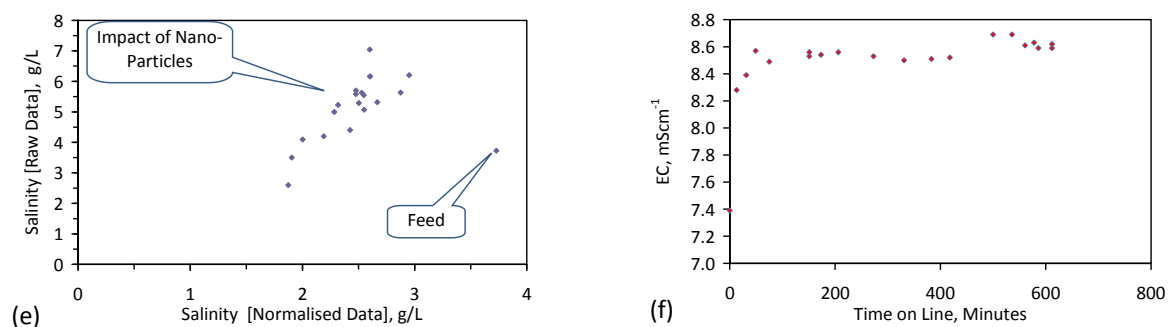 8
7
6
5
4
3
2
1
0
Salinity [Raw Data], g/L
Impact of Nano-
Particles
Feed
0 1 2 3 4
Salinity [Normalised Data], g/L
(e)
9.0
8.8
8.6
8.4
8.2
8.0
7.8
7.6
7.4
7.2
7.0
EC, mScm-1
0 200 400 600 800
Time on Line, Minutes
(f)